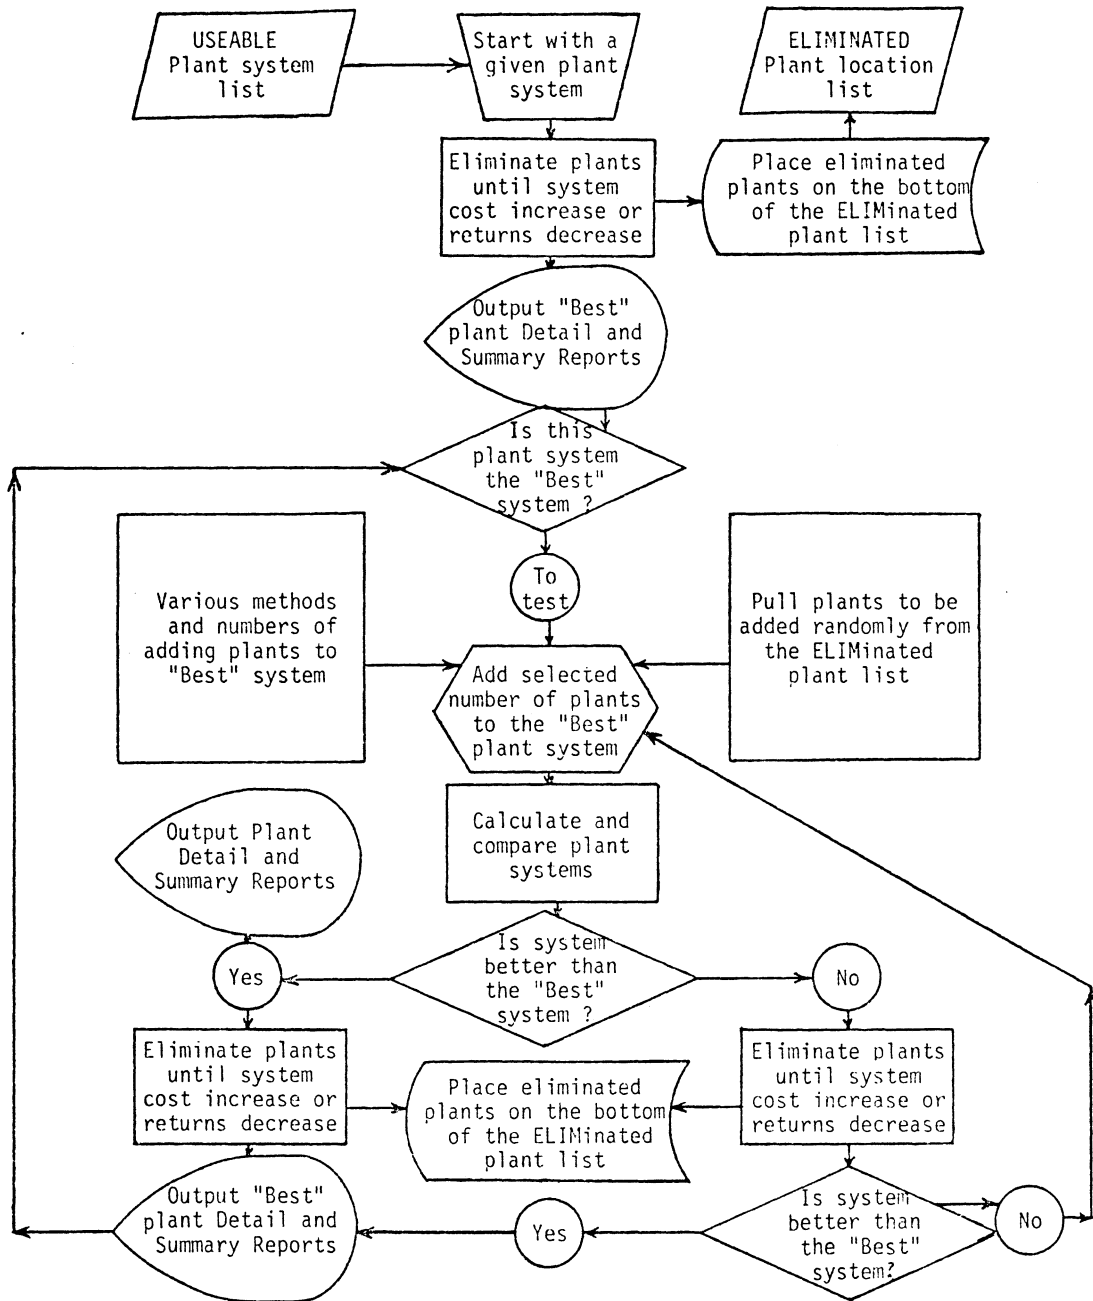 USEABLE
Plant system
list
Start with a
given plant
system
ELIMINATED
Plant location
list
Eliminate plants
until system
cost increase or
returns decrease
Place eliminated
plants on the bottom
of the ELIMinated
plant list
Output "Best"
plant Detail and
Summary Reports
Is this
plant system
the "Best"
system ?
To
test
Various methods
and numbers of
adding plants to
"Best" system
Add selected
number of plants
to the "Best"
plant system
Pull plants to be
added randomly from
the ELIMinated
plant list
Calculate and
compare plant
systems
Output Plant
Detail and
Summary Reports
Is system
better than
the "Best"
system ?
Yes
No
Eliminate plants
until system
cost increase or
returns decrease
Place eliminated
plants on the bottom
of the ELIMinated
plant list
Eliminate plants
until system
cost increase or
returns decrease
Output "Best"
plant Detail and
Summary Reports
Yes
Is system
better than
the "Best"
system?
No